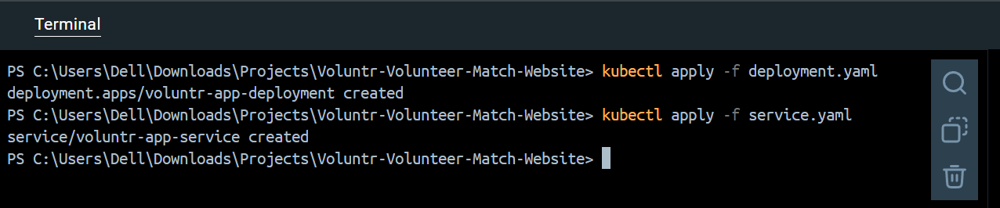 Terminal
PS C:\Users\Dell\Downloads\Projects\Voluntr-Volunteer-Match-Website> kubectl apply -f deployment.yaml
deployment.apps/voluntr-app-deployment created
PS C:\Users\Dell\Downloads\Projects\Voluntr-Volunteer-Match-Website> kubectl apply -f service.yaml
service/voluntr-app-service created
PS C:\Users\Dell\Downloads\Projects\Voluntr-Volunteer-Match-Website>